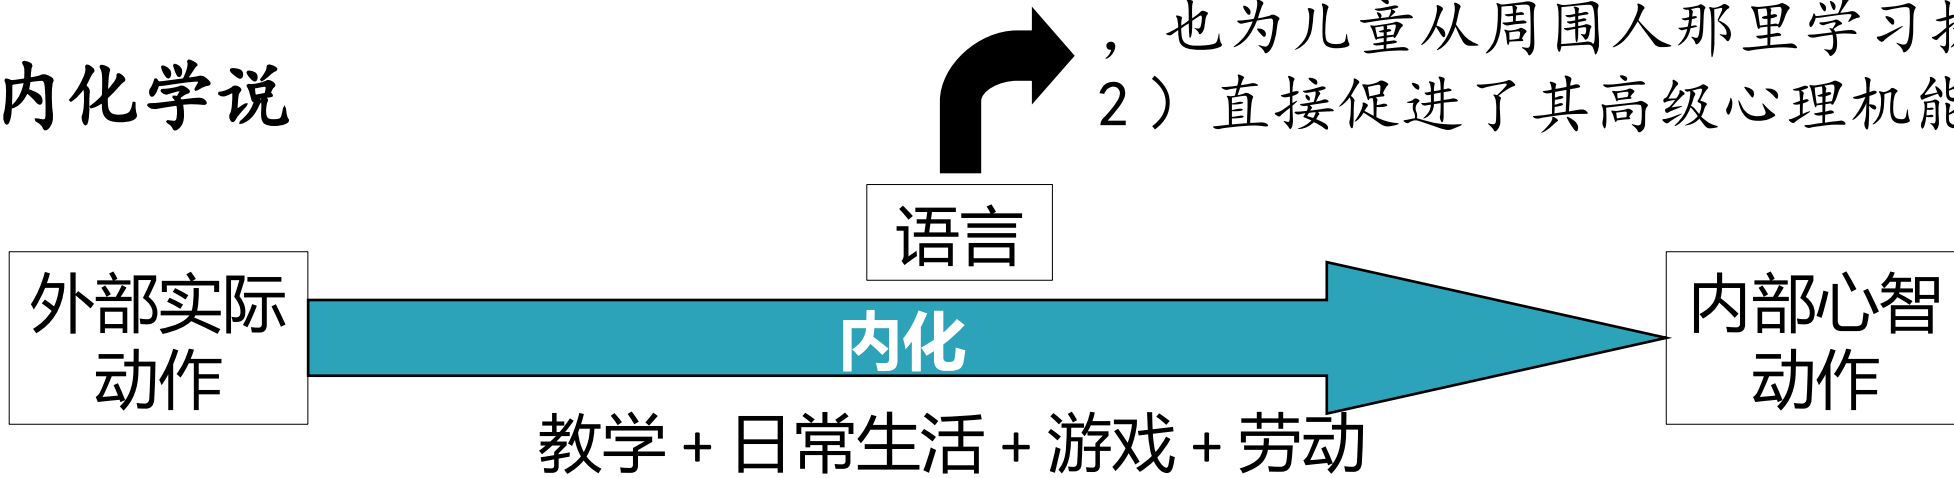 ，也为儿童从周围人那里学习
2）直接促进了其高级心理机能
内化学说
语言
外部实际
动作
内化
内部心智
动作
教学 + 日常生活 + 游戏 + 劳动